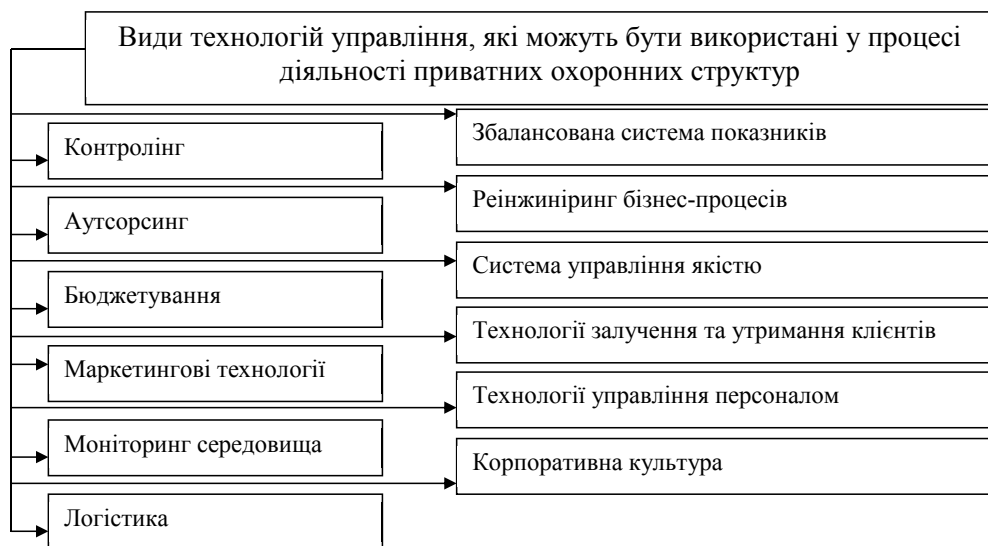 Види технологій управління, які можуть бути використані у процесі
діяльності приватних охоронних структур
Збалансована система показників
Контролінг
Реінжиніринг бізнес-процесів
Аутсорсинг
Система управління якістю
Бюджетування
Технології залучення та утримання клієнтів
Маркетингові технології
Технології управління персоналом
Моніторинг середовища
Корпоративна культура
Логістика